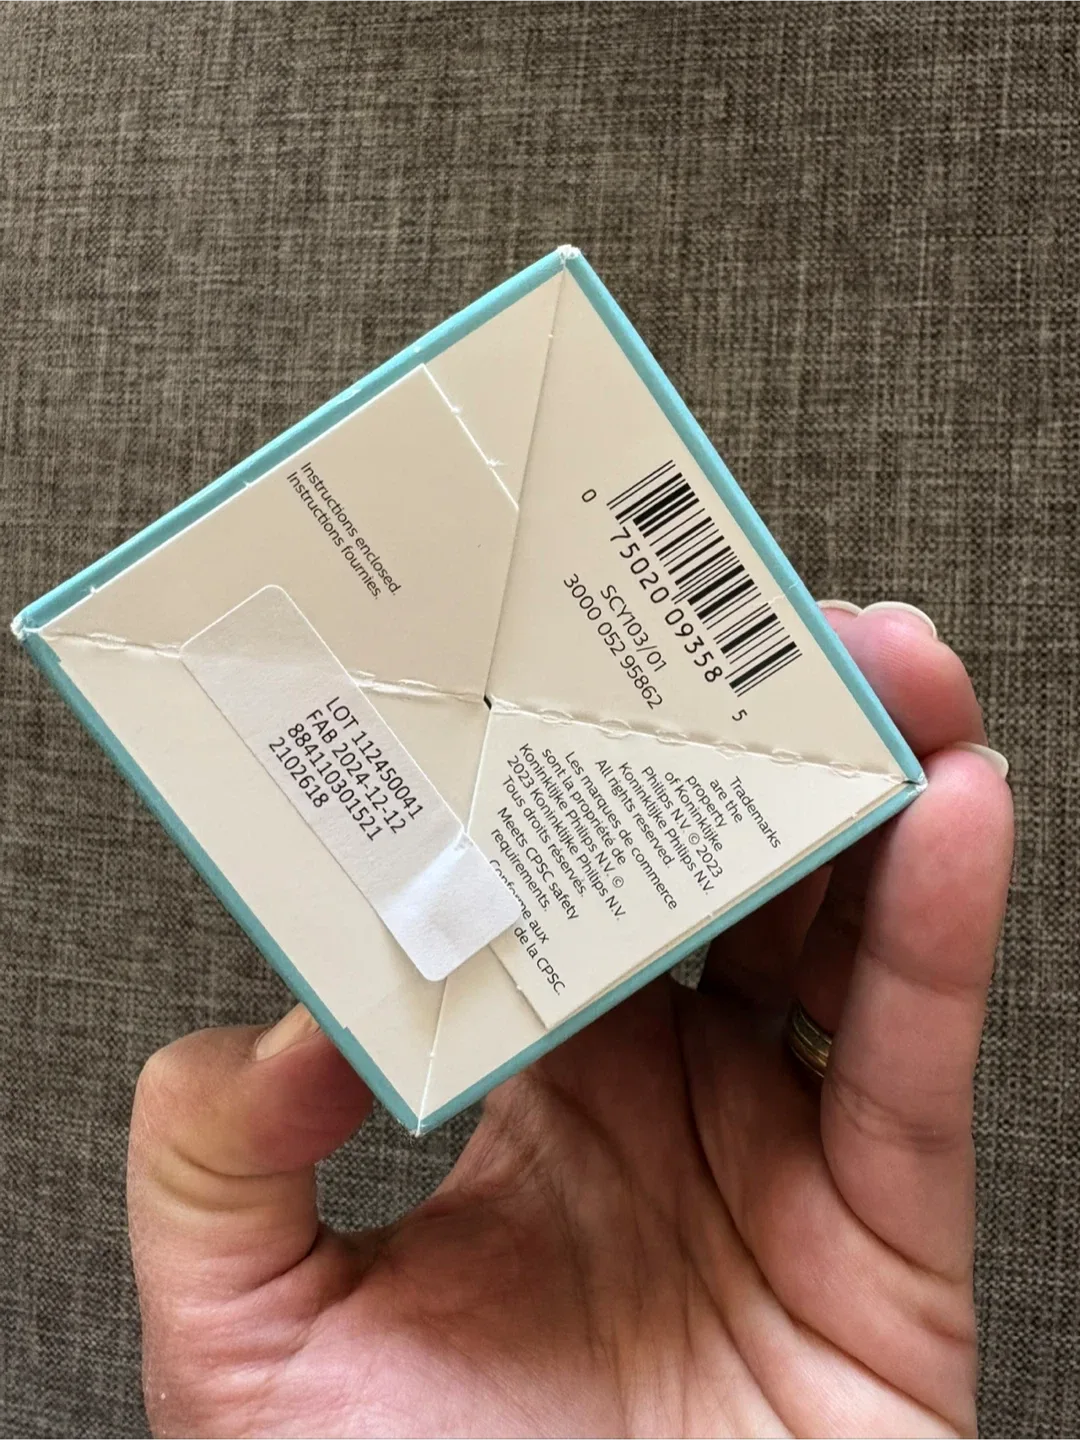 Instructions enclosed.
Instructions fournies.
0 75020 09358 5
SCY103/01
3000 052 95862
LOT 112450041
FAB 2024-12-12
884110301521
2102618
Trademarks
are the
property
of Koninklijke
Philips N.V. © 2023
Koninklijke Philips N.V.
All rights reserved.
Les marques de commerce
sont la propriété de
Koninklijke Philips N.V. ©
2023 Koninklijke Philips N.V.
Tous droits réservés.
Meets CPSC safety
requirements.
Conforme aux
de la CPSC.